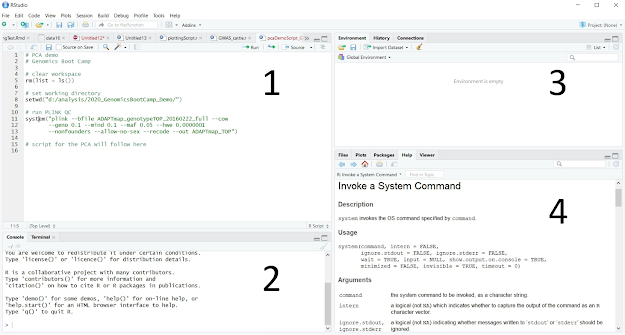 RStudio
File Edit Code View Plots Session Build Debug Profile Tools Help
Go to file/function
Addins
Project: (None)
data16
Untitled12*
Untitled13
plottingScript.r
GWAS_cattle.r
pcaDemoScript_G
Source on Save
Run
Source
1 # PCA demo
2 # Genomics Boot Camp
3
4 # clear workspace
5 rm(list = ls())
6
7 # set working directory
8 setwd("d:/analysis/2020_GenomicsBootCamp_Demo/")
9
10 # run PLINK QC
11 system("plink --bfile ADAPTmap_genotypeTOP_20160222_full --cow
12 --geno 0.1 --mind 0.1 --maf 0.05 --hwe 0.0000001
13 --nonfounders --allow-no-sex --recode --out ADAPTmap_TOP")
14
15 # script for the PCA will follow here
16
1
11:5 (Top Level) R Script
Console Terminal
You are welcome to redistribute it under certain conditions.
Type 'license()' or 'licence()' for distribution details.
R is a collaborative project with many contributors.
Type 'contributors()' for more information and
'citation()' on how to cite R or R packages in publications.
Type 'demo()' for some demos, 'help()' for on-line help, or
'help.start()' for an HTML browser interface to help.
Type 'q()' to quit R.
>
2
Environment History Connections
Import Dataset
List
Global Environment
Environment is empty
3
Files Plots Packages Help Viewer
R: Invoke a System Command
Find in Topic
Invoke a System Command
Description
system invokes the OS command specified by command.
Usage
system(command, intern = FALSE,
ignore.stdout = FALSE, ignore.stderr = FALSE,
wait = TRUE, input = NULL, show.output.on.console = TRUE,
minimized = FALSE, invisible = TRUE, timeout = 0)
Arguments
command the system command to be invoked, as a character string.
intern a logical (not NA) which indicates whether to capture the output of the command as an R
character vector.
ignore.stdout, a logical (not NA) indicating whether messages written to 'stdout' or 'stderr' should be
ignore.stderr ignored.
4